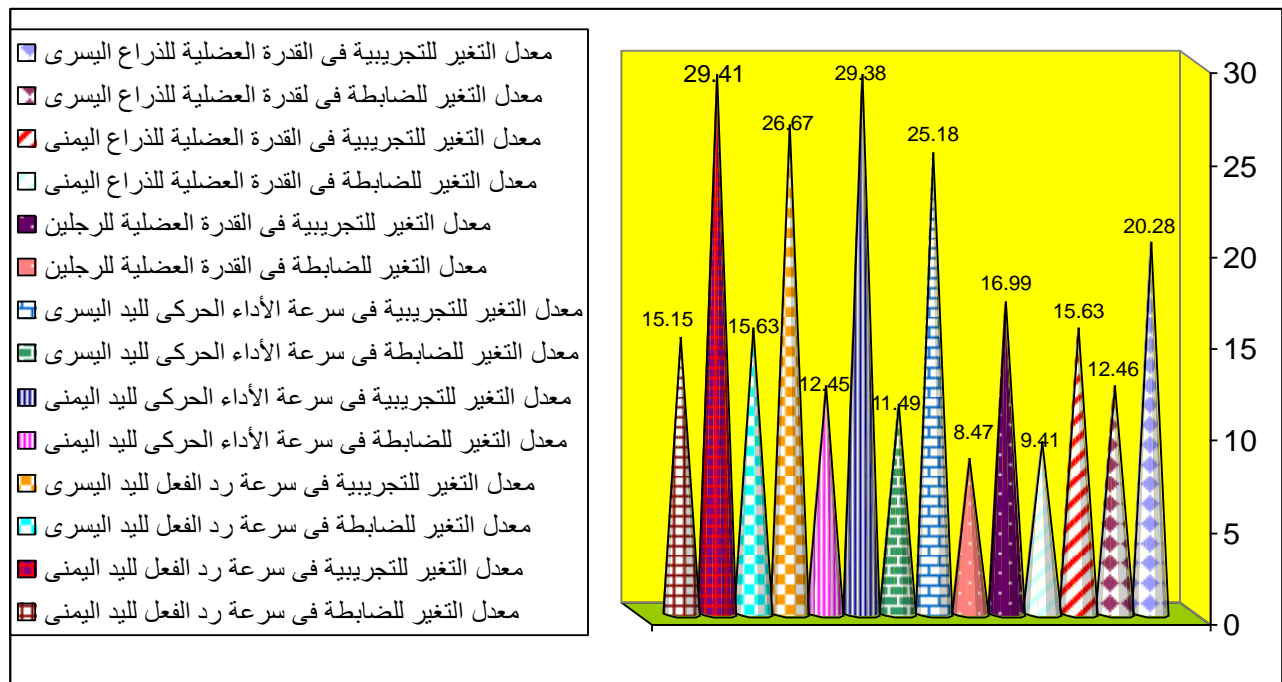 معدل التغير للتجريبية فى القدرة العضلية للذراع اليسرى
معدل التغير للضابطة فى لقدرة العضلية للذراع اليسرى
معدل التغير للتجريبية فى القدرة العضلية للذراع اليمنى
معدل التغير للضابطة فى القدرة العضلية للذراع اليمنى
معدل التغير للتجريبية فى القدرة العضلية للرجلين
معدل التغير للضابطة فى القدرة العضلية للرجلين
معدل التغير للتجريبية فى سرعة الأداء الحركى لليد اليسرى
معدل التغير للضابطة فى سرعة الأداء الحركى لليد اليسرى
معدل التغير للتجريبية فى سرعة الأداء الحركى لليد اليمنى
معدل التغير للضابطة فى سرعة الأداء الحركى لليد اليمنى
معدل التغير للتجريبية فى سرعة رد الفعل لليد اليسرى
معدل التغير للضابطة فى سرعة رد الفعل لليد اليسرى
معدل التغير للتجريبية فى سرعة رد الفعل لليد اليمنى
معدل التغير للضابطة فى سرعة رد الفعل لليد اليمنى
30
25
20
15
10
5
0
20.28
12.46
15.63
9.41
16.99
8.47
25.18
11.49
29.38
12.45
26.67
15.63
29.41
15.15